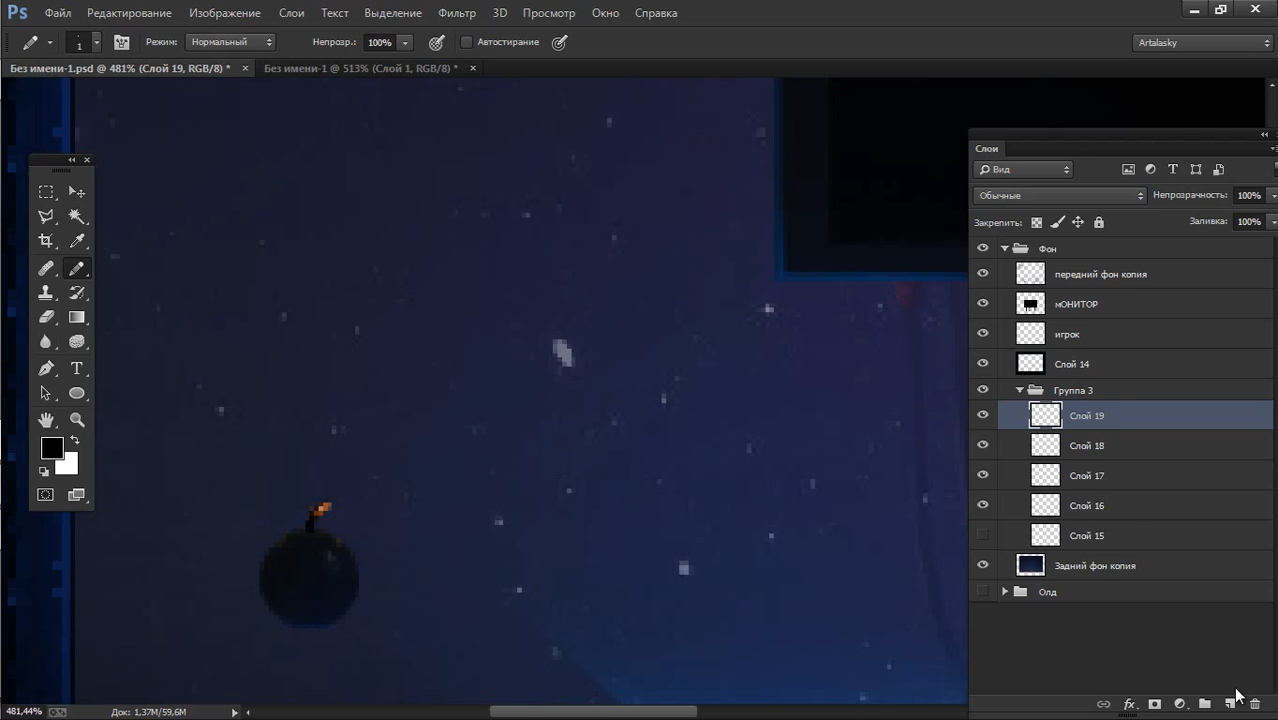 Ps Файл Редактирование Изображение Слои Текст Выделение Фильтр 3D Просмотр Окно Справка
1 Режим: Нормальный Непрозр.: 100% Автостирание Artalasky
Без имени-1.psd @ 481% (Слой 19, RGB/8) * × Без имени-1 @ 513% (Слой 1, RGB/8) * ×
Слои
Вид
Обычные Непрозрачность: 100%
Закрепить: Заливка: 100%
Фон
передний фон копия
мОНИТОР
игрок
Слой 14
Группа 3
Слой 19
Слой 18
Слой 17
Слой 16
Слой 15
Задний фон копия
Олд
481,44% Док: 1,37M/59,6M